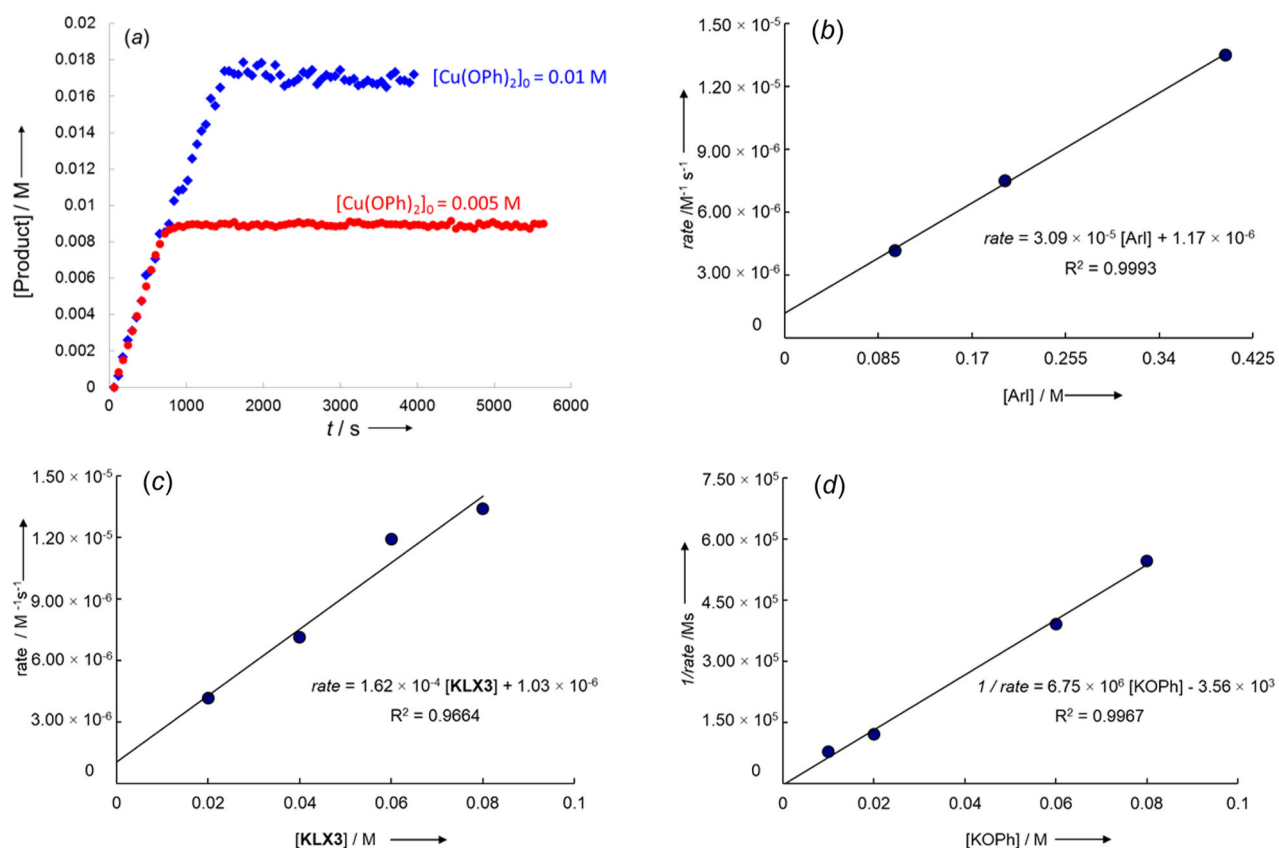 (a)
0.02
0.018
0.016
0.014
0.012
0.01
0.008
0.006
0.004
0.002
0
[Product] / M
[Cu(OPh)₂]₀ = 0.01 M
[Cu(OPh)₂]₀ = 0.005 M
0 1000 2000 3000 4000 5000 6000
t / s
(b)
1.50 × 10⁻⁵
1.20 × 10⁻⁵
9.00 × 10⁻⁶
6.00 × 10⁻⁶
3.00 × 10⁻⁶
0
rate /M⁻¹ s⁻¹
rate = 3.09 × 10⁻⁵ [ArI] + 1.17 × 10⁻⁶
R² = 0.9993
0 0.085 0.17 0.255 0.34 0.425
[ArI] / M
(c)
1.50 × 10⁻⁵
1.20 × 10⁻⁵
9.00 × 10⁻⁶
6.00 × 10⁻⁶
3.00 × 10⁻⁶
0
rate / M⁻¹s⁻¹
rate = 1.62 × 10⁻⁴ [KLX3] + 1.03 × 10⁻⁶
R² = 0.9664
0 0.02 0.04 0.06 0.08 0.1
[KLX3] / M
(d)
7.50 × 10⁵
6.00 × 10⁵
4.50 × 10⁵
3.00 × 10⁵
1.50 × 10⁵
0
1/rate /Ms
1 / rate = 6.75 × 10⁶ [KOPh] - 3.56 × 10³
R² = 0.9967
0 0.02 0.04 0.06 0.08 0.1
[KOPh] / M